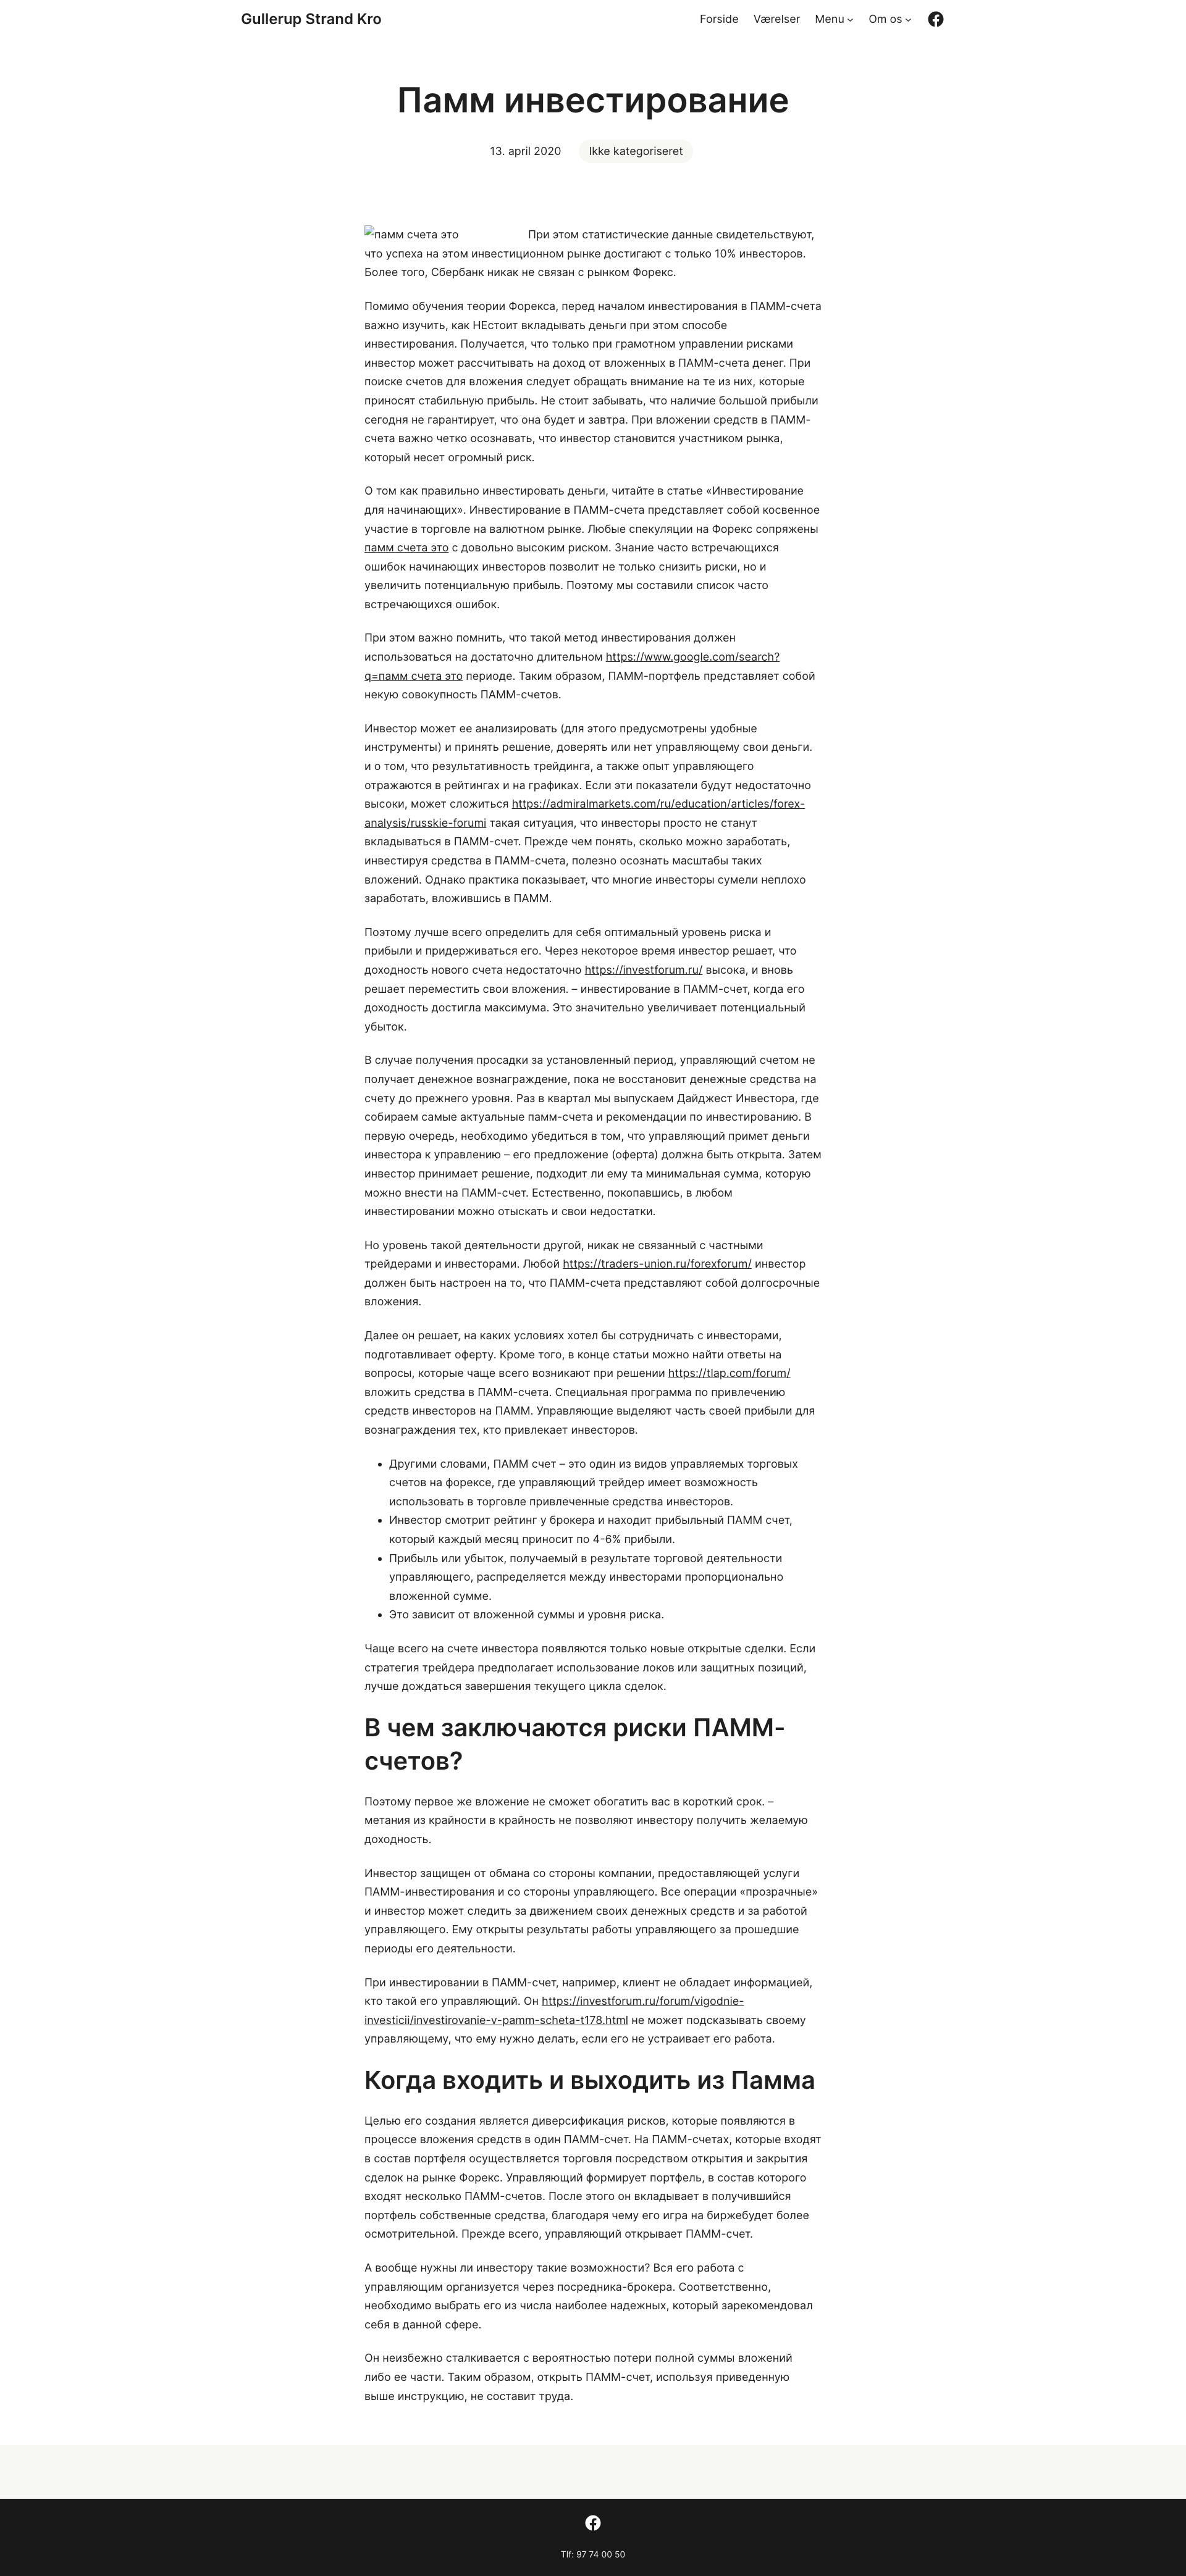 Gullerup Strand Kro
Forside
Værelser
Menu
Om os
Памм инвестирование
13. april 2020
Ikke kategoriseret
памм счета это
При этом статистические данные свидетельствуют,
что успеха на этом инвестиционном рынке достигают с только 10% инвесторов.
Более того, Сбербанк никак не связан с рынком Форекс.
Помимо обучения теории Форекса, перед началом инвестирования в ПАММ-счета
важно изучить, как НЕстоит вкладывать деньги при этом способе
инвестирования. Получается, что только при грамотном управлении рисками
инвестор может рассчитывать на доход от вложенных в ПАММ-счета денег. При
поиске счетов для вложения следует обращать внимание на те из них, которые
приносят стабильную прибыль. Не стоит забывать, что наличие большой прибыли
сегодня не гарантирует, что она будет и завтра. При вложении средств в ПАММ-
счета важно четко осознавать, что инвестор становится участником рынка,
который несет огромный риск.
О том как правильно инвестировать деньги, читайте в статье «Инвестирование
для начинающих». Инвестирование в ПАММ-счета представляет собой косвенное
участие в торговле на валютном рынке. Любые спекуляции на Форекс сопряжены
памм счета это с довольно высоким риском. Знание часто встречающихся
ошибок начинающих инвесторов позволит не только снизить риски, но и
увеличить потенциальную прибыль. Поэтому мы составили список часто
встречающихся ошибок.
При этом важно помнить, что такой метод инвестирования должен
использоваться на достаточно длительном https://www.google.com/search?
q=памм счета это периоде. Таким образом, ПАММ-портфель представляет собой
некую совокупность ПАММ-счетов.
Инвестор может ее анализировать (для этого предусмотрены удобные
инструменты) и принять решение, доверять или нет управляющему свои деньги.
и о том, что результативность трейдинга, а также опыт управляющего
отражаются в рейтингах и на графиках. Если эти показатели будут недостаточно
высоки, может сложиться https://admiralmarkets.com/ru/education/articles/forex-
analysis/russkie-forumi такая ситуация, что инвесторы просто не станут
вкладываться в ПАММ-счет. Прежде чем понять, сколько можно заработать,
инвестируя средства в ПАММ-счета, полезно осознать масштабы таких
вложений. Однако практика показывает, что многие инвесторы сумели неплохо
заработать, вложившись в ПАММ.
Поэтому лучше всего определить для себя оптимальный уровень риска и
прибыли и придерживаться его. Через некоторое время инвестор решает, что
доходность нового счета недостаточно https://investforum.ru/ высока, и вновь
решает переместить свои вложения. – инвестирование в ПАММ-счет, когда его
доходность достигла максимума. Это значительно увеличивает потенциальный
убыток.
В случае получения просадки за установленный период, управляющий счетом не
получает денежное вознаграждение, пока не восстановит денежные средства на
счету до прежнего уровня. Раз в квартал мы выпускаем Дайджест Инвестора, где
собираем самые актуальные памм-счета и рекомендации по инвестированию. В
первую очередь, необходимо убедиться в том, что управляющий примет деньги
инвестора к управлению – его предложение (оферта) должна быть открыта. Затем
инвестор принимает решение, подходит ли ему та минимальная сумма, которую
можно внести на ПАММ-счет. Естественно, покопавшись, в любом
инвестировании можно отыскать и свои недостатки.
Но уровень такой деятельности другой, никак не связанный с частными
трейдерами и инвесторами. Любой https://traders-union.ru/forexforum/ инвестор
должен быть настроен на то, что ПАММ-счета представляют собой долгосрочные
вложения.
Далее он решает, на каких условиях хотел бы сотрудничать с инвесторами,
подготавливает оферту. Кроме того, в конце статьи можно найти ответы на
вопросы, которые чаще всего возникают при решении https://tlap.com/forum/
вложить средства в ПАММ-счета. Специальная программа по привлечению
средств инвесторов на ПАММ. Управляющие выделяют часть своей прибыли для
вознаграждения тех, кто привлекает инвесторов.
• Другими словами, ПАММ счет – это один из видов управляемых торговых
счетов на форексе, где управляющий трейдер имеет возможность
использовать в торговле привлеченные средства инвесторов.
• Инвестор смотрит рейтинг у брокера и находит прибыльный ПАММ счет,
который каждый месяц приносит по 4-6% прибыли.
• Прибыль или убыток, получаемый в результате торговой деятельности
управляющего, распределяется между инвесторами пропорционально
вложенной сумме.
• Это зависит от вложенной суммы и уровня риска.
Чаще всего на счете инвестора появляются только новые открытые сделки. Если
стратегия трейдера предполагает использование локов или защитных позиций,
лучше дождаться завершения текущего цикла сделок.
В чем заключаются риски ПАММ-
счетов?
Поэтому первое же вложение не сможет обогатить вас в короткий срок. –
метания из крайности в крайность не позволяют инвестору получить желаемую
доходность.
Инвестор защищен от обмана со стороны компании, предоставляющей услуги
ПАММ-инвестирования и со стороны управляющего. Все операции «прозрачные»
и инвестор может следить за движением своих денежных средств и за работой
управляющего. Ему открыты результаты работы управляющего за прошедшие
периоды его деятельности.
При инвестировании в ПАММ-счет, например, клиент не обладает информацией,
кто такой его управляющий. Он https://investforum.ru/forum/vigodnie-
investicii/investirovanie-v-pamm-scheta-t178.html не может подсказывать своему
управляющему, что ему нужно делать, если его не устраивает его работа.
Когда входить и выходить из Памма
Целью его создания является диверсификация рисков, которые появляются в
процессе вложения средств в один ПАММ-счет. На ПАММ-счетах, которые входят
в состав портфеля осуществляется торговля посредством открытия и закрытия
сделок на рынке Форекс. Управляющий формирует портфель, в состав которого
входят несколько ПАММ-счетов. После этого он вкладывает в получившийся
портфель собственные средства, благодаря чему его игра на биржебудет более
осмотрительной. Прежде всего, управляющий открывает ПАММ-счет.
А вообще нужны ли инвестору такие возможности? Вся его работа с
управляющим организуется через посредника-брокера. Соответственно,
необходимо выбрать его из числа наиболее надежных, который зарекомендовал
себя в данной сфере.
Он неизбежно сталкивается с вероятностью потери полной суммы вложений
либо ее части. Таким образом, открыть ПАММ-счет, используя приведенную
выше инструкцию, не составит труда.
Tlf: 97 74 00 50